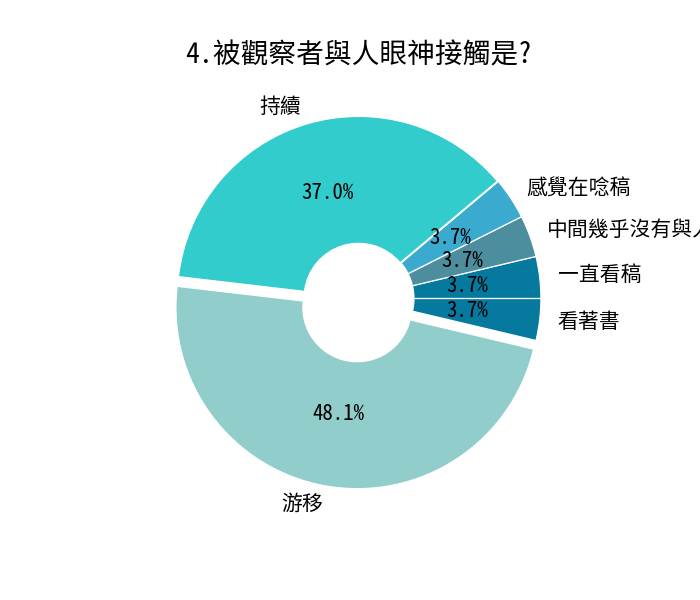 4.被觀察者與人眼神接觸是?
持續
37.0%
感覺在唸稿
3.7%
中間幾乎沒有與
3.7%
一直看稿
3.7%
看著書
3.7%
48.1%
游移